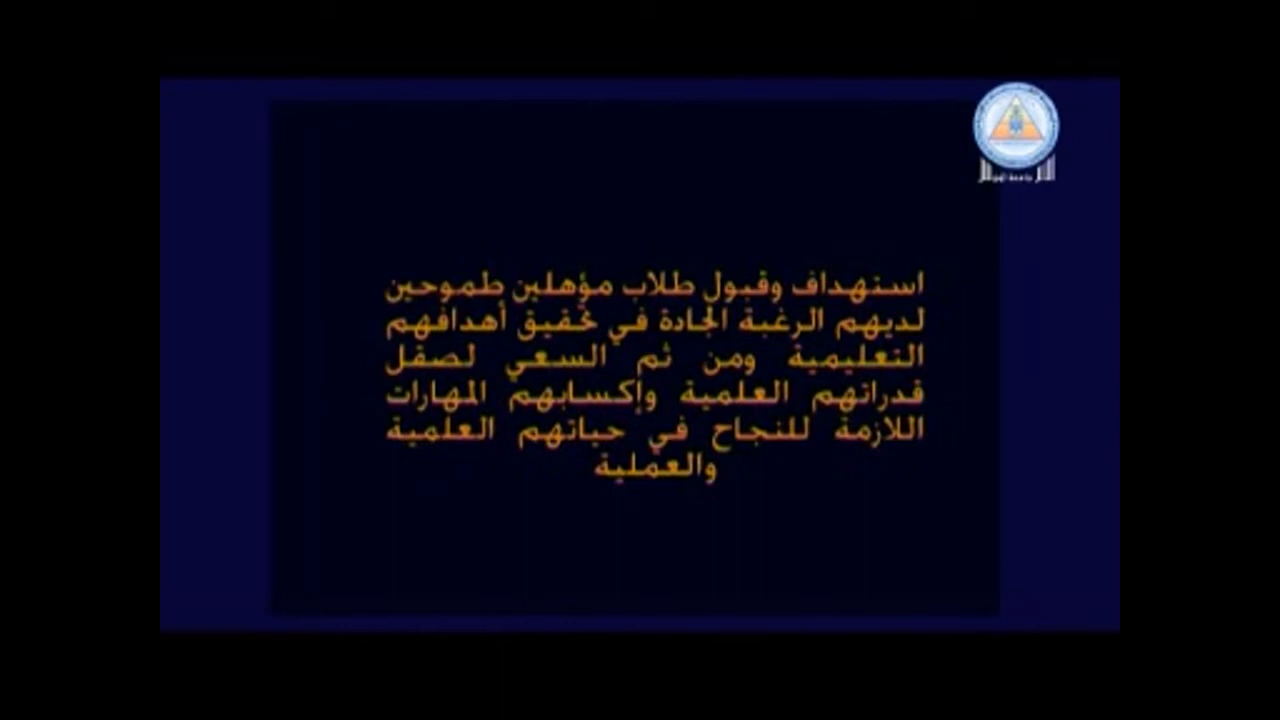 استهداف وقبول طلاب مؤهلين طموحين
لديهم الرغبة الجادة في تحقيق أهدافهم
التعليمية ومن ثم السعي لصقل
قدراتهم العلمية وإكسابهم المهارات
اللازمة للنجاح في حياتهم العلمية
والعملية